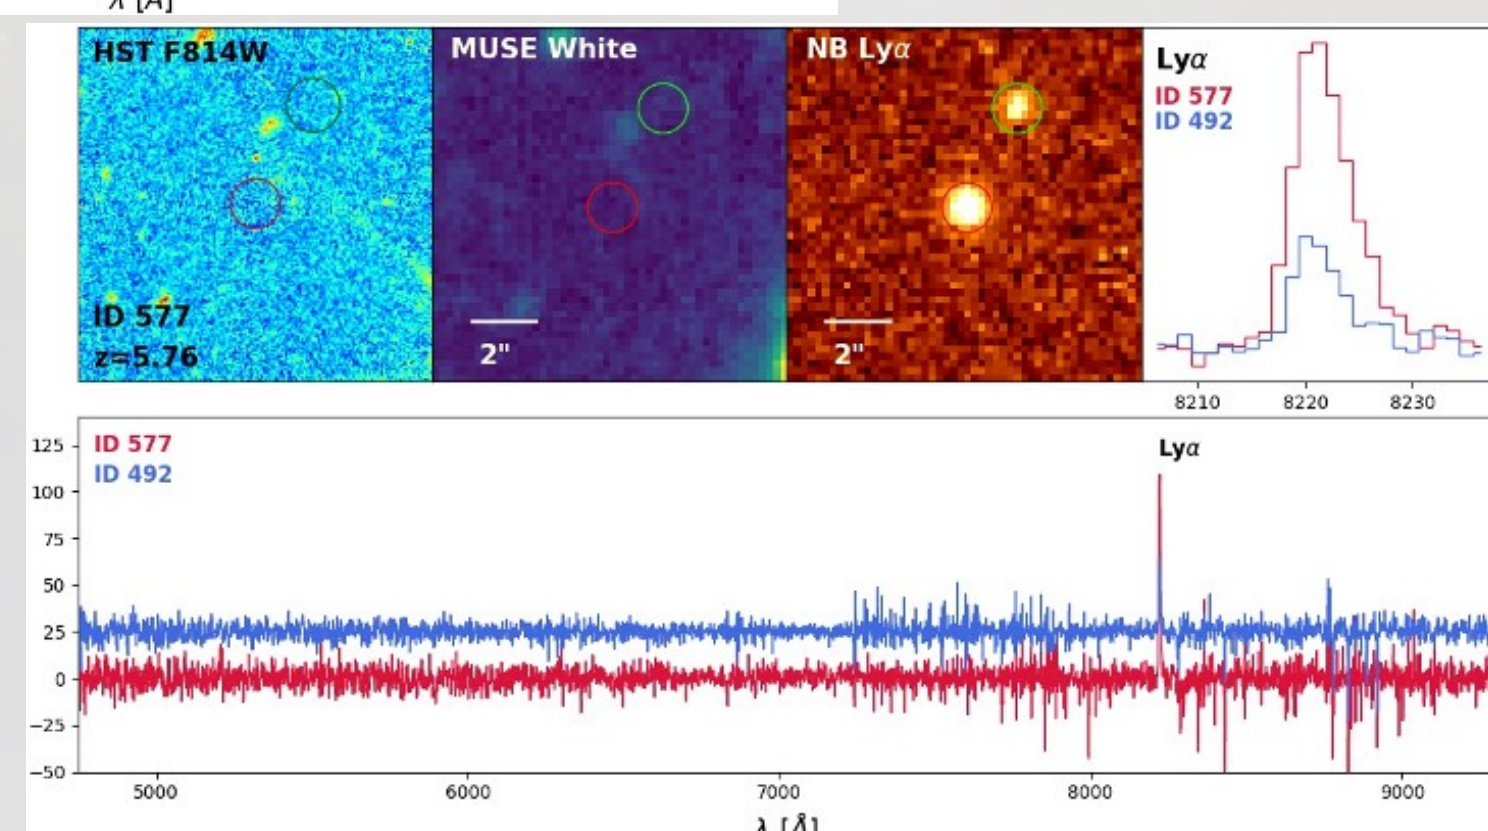 λ [Å]
HST F814W
ID 577
z=5.76
MUSE White
2"
NB Lyα
2"
Lyα
ID 577
ID 492
8210 8220 8230
ID 577
ID 492
Lyα
125
100
75
50
25
0
−25
−50
5000 6000 7000 8000 9000
λ [Å]